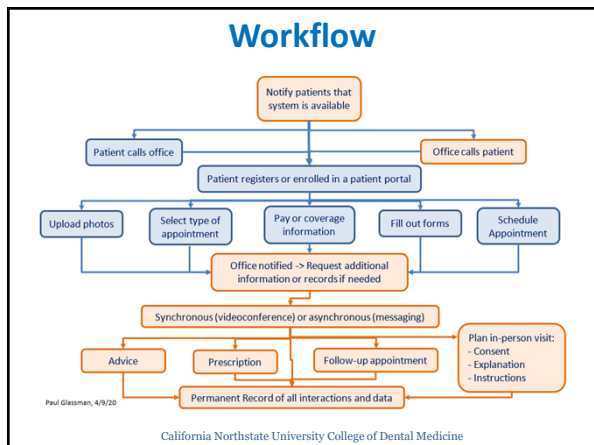 Workflow
Notify patients that
system is available
Patient calls office
Office calls patient
Patient registers or enrolled in a patient portal
Upload photos
Select type of
appointment
Pay or coverage
information
Fill out forms
Schedule
Appointment
Office notified -> Request additional
information or records if needed
Synchronous (videoconference) or asynchronous (messaging)
Advice
Prescription
Follow-up appointment
Plan in-person visit:
- Consent
- Explanation
- Instructions
Permanent Record of all interactions and data
Paul Glassman, 4/9/20
California Northstate University College of Dental Medicine